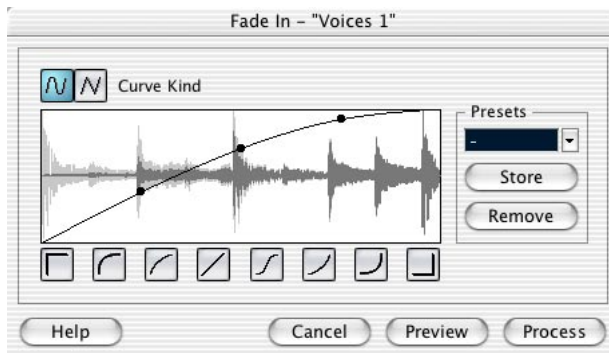 Fade In - "Voices 1"
Curve Kind
Presets
-
Store
Remove
Help
Cancel
Preview
Process